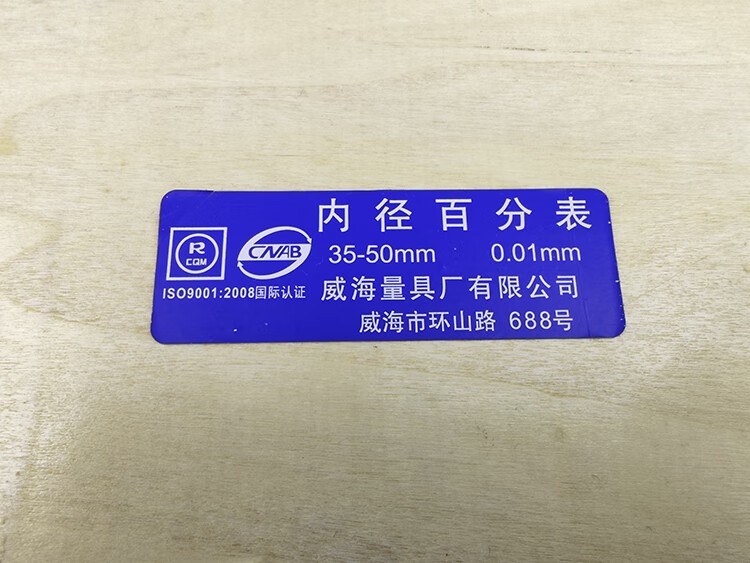 内径百分表
35-50mm 0.01mm
R
CQM
CNAB
ISO9001:2008国际认证
威海量具厂有限公司
威海市环山路 688号